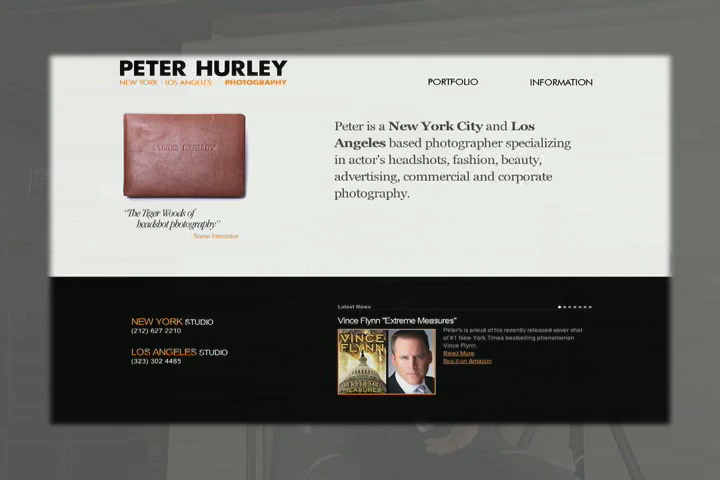 PETER HURLEY
NEW YORK · LOS ANGELES PHOTOGRAPHY
PORTFOLIO
INFORMATION
PETER HURLEY
Peter is a New York City and Los
Angeles based photographer specializing
in actor's headshots, fashion, beauty,
advertising, commercial and corporate
photography.
"The Tiger Woods of
headshot photography"
NEW YORK STUDIO
(212) 627 2210
LOS ANGELES STUDIO
(323) 302 4485
Latest News
Vince Flynn "Extreme Measures"
VINCE
FLYNN
EXTREME
MEASURES
Peter's is proud of his recently released cover shot
of #1 New York Times bestselling phenomenon
Vince Flynn.
Read More
Buy it on Amazon